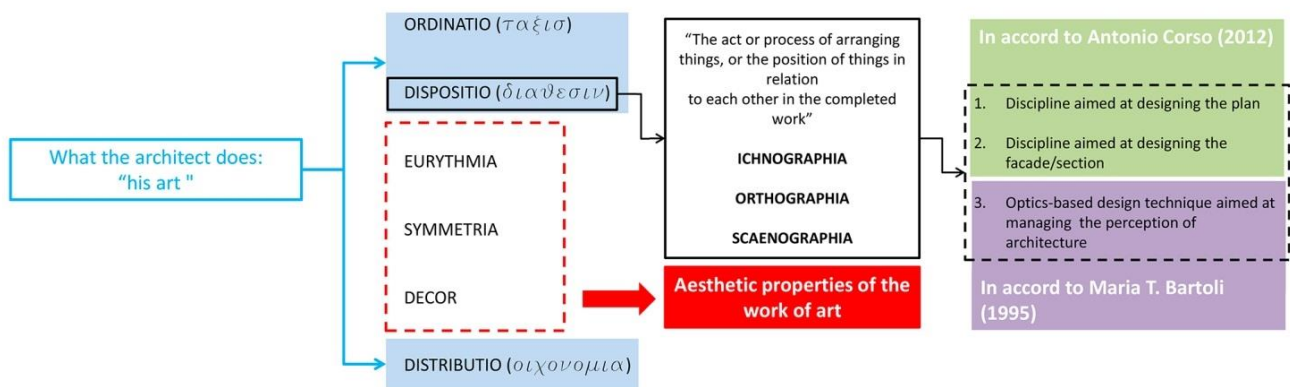 What the architect does:
“his art "
ORDINATIO (ταξισ)
DISPOSITIO (διαθεσιν)
EURYTHMIA
SYMMETRIA
DECOR
DISTRIBUTIO (οιχονομια)
“The act or process of arranging
things, or the position of things in
relation
to each other in the completed
work”
ICHNOGRAPHIA
ORTHOGRAPHIA
SCAENOGRAPHIA
Aesthetic properties of the
work of art
In accord to Antonio Corso (2012)
1. Discipline aimed at designing the plan
2. Discipline aimed at designing the
facade/section
3. Optics-based design technique aimed at
managing the perception of
architecture
In accord to Maria T. Bartoli
(1995)